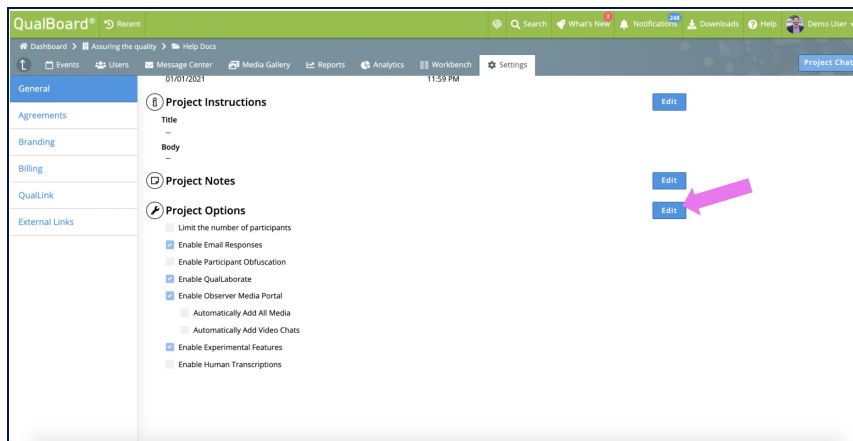 QualBoard® Recent Search What's New 2 Notifications 248 Downloads Help Demo User
Dashboard Assuring the quality Help Docs
Events Users Message Center Media Gallery Reports Analytics Workbench Settings Project Chat
General
01/01/2021 11:59 PM
Project Instructions Edit
Agreements
Title
--
Branding
Body
--
Billing
Project Notes Edit
QualLink
Project Options Edit
External Links
Limit the number of participants
Enable Email Responses
Enable Participant Obfuscation
Enable QualLaborate
Enable Observer Media Portal
Automatically Add All Media
Automatically Add Video Chats
Enable Experimental Features
Enable Human Transcriptions